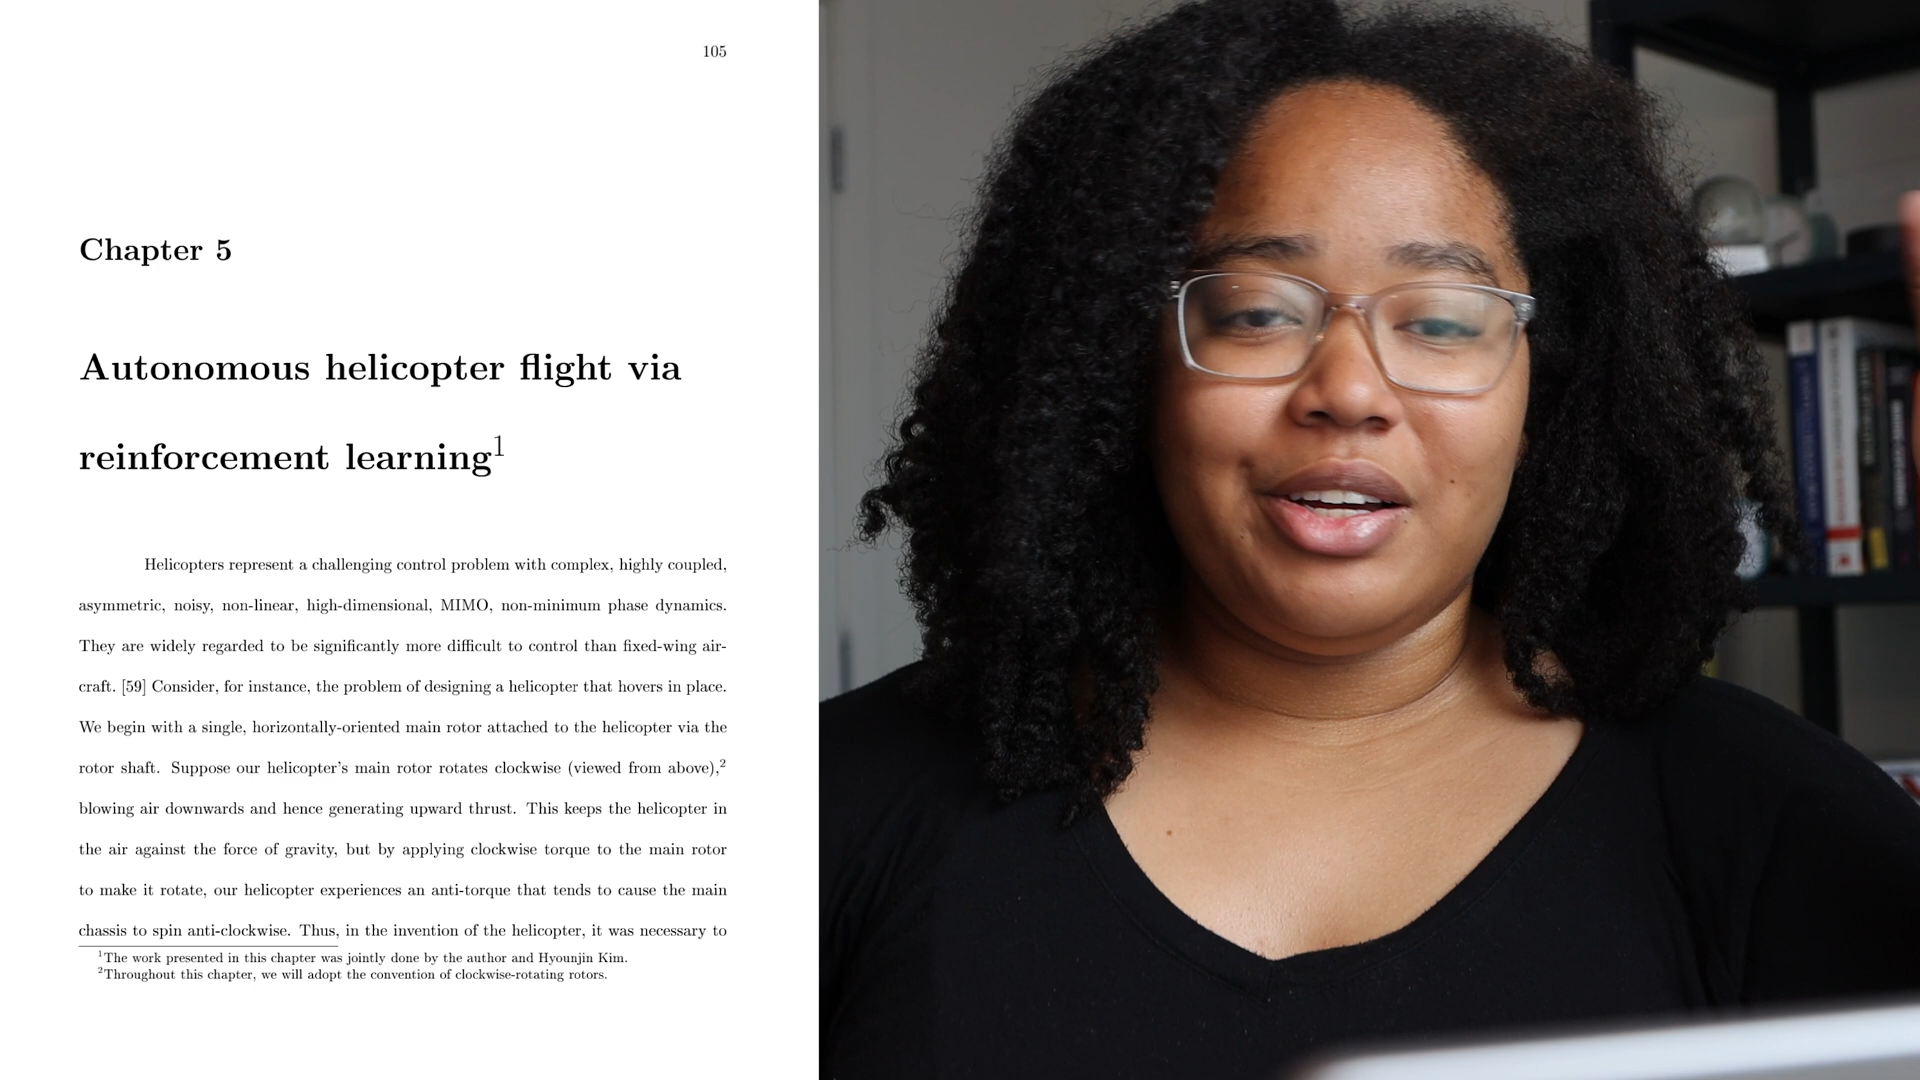 105
Chapter 5
Autonomous helicopter flight via
reinforcement learning1
Helicopters represent a challenging control problem with complex, highly coupled,
asymmetric, noisy, non-linear, high-dimensional, MIMO, non-minimum phase dynamics.
They are widely regarded to be significantly more difficult to control than fixed-wing air-
craft. [59] Consider, for instance, the problem of designing a helicopter that hovers in place.
We begin with a single, horizontally-oriented main rotor attached to the helicopter via the
rotor shaft. Suppose our helicopter's main rotor rotates clockwise (viewed from above),2
blowing air downwards and hence generating upward thrust. This keeps the helicopter in
the air against the force of gravity, but by applying clockwise torque to the main rotor
to make it rotate, our helicopter experiences an anti-torque that tends to cause the main
chassis to spin anti-clockwise. Thus, in the invention of the helicopter, it was necessary to
1The work presented in this chapter was jointly done by the author and Hyounjin Kim.
2Throughout this chapter, we will adopt the convention of clockwise-rotating rotors.